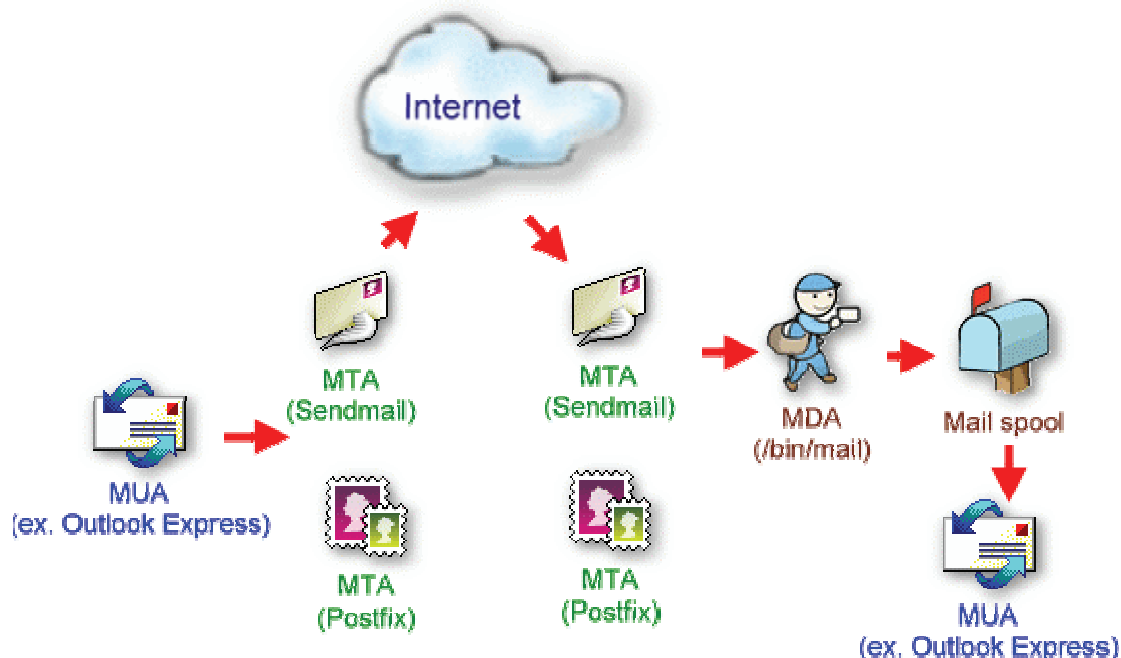 Internet
MTA
(Sendmail)
MTA
(Sendmail)
MDA
(/bin/mail)
Mail spool
MUA
(ex. Outlook Express)
MTA
(Postfix)
MTA
(Postfix)
MUA
(ex. Outlook Express)